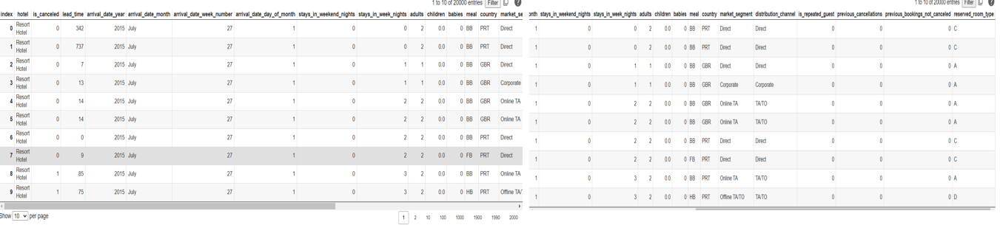 1 to 10 of 20000 entries Filter
index hotel is_canceled lead_time arrival_date_year arrival_date_month arrival_date_week_number arrival_date_day_of_month stays_in_weekend_nights stays_in_week_nights adults children babies meal country market_se
0 Resort Hotel 0 342 2015 July 27 1 0 0 2 0.0 0 BB PRT Direct
1 Resort Hotel 0 737 2015 July 27 1 0 0 2 0.0 0 BB PRT Direct
2 Resort Hotel 0 7 2015 July 27 1 0 1 1 0.0 0 BB GBR Direct
3 Resort Hotel 0 13 2015 July 27 1 0 1 1 0.0 0 BB GBR Corporate
4 Resort Hotel 0 14 2015 July 27 1 0 2 2 0.0 0 BB GBR Online TA
5 Resort Hotel 0 14 2015 July 27 1 0 2 2 0.0 0 BB GBR Online TA
6 Resort Hotel 0 0 2015 July 27 1 0 2 2 0.0 0 BB PRT Direct
7 Resort Hotel 0 9 2015 July 27 1 0 2 2 0.0 0 FB PRT Direct
8 Resort Hotel 1 85 2015 July 27 1 0 3 2 0.0 0 BB PRT Online TA
9 Resort Hotel 1 75 2015 July 27 1 0 3 2 0.0 0 HB PRT Offline TA/
Show 10 per page 1 2 10 100 1000 1900 1990 2000
1 to 10 of 20000 entries Filter
nth stays_in_weekend_nights stays_in_week_nights adults children babies meal country market_segment distribution_channel is_repeated_guest previous_cancellations previous_bookings_not_canceled reserved_room_type
1 0 0 2 0.0 0 BB PRT Direct Direct 0 0 0 C
1 0 0 2 0.0 0 BB PRT Direct Direct 0 0 0 C
1 0 1 1 0.0 0 BB GBR Direct Direct 0 0 0 A
1 0 1 1 0.0 0 BB GBR Corporate Corporate 0 0 0 A
1 0 2 2 0.0 0 BB GBR Online TA TA/TO 0 0 0 A
1 0 2 2 0.0 0 BB GBR Online TA TA/TO 0 0 0 A
1 0 2 2 0.0 0 BB PRT Direct Direct 0 0 0 C
1 0 2 2 0.0 0 FB PRT Direct Direct 0 0 0 C
1 0 3 2 0.0 0 BB PRT Online TA TA/TO 0 0 0 A
1 0 3 2 0.0 0 HB PRT Offline TA/TO TA/TO 0 0 0 D